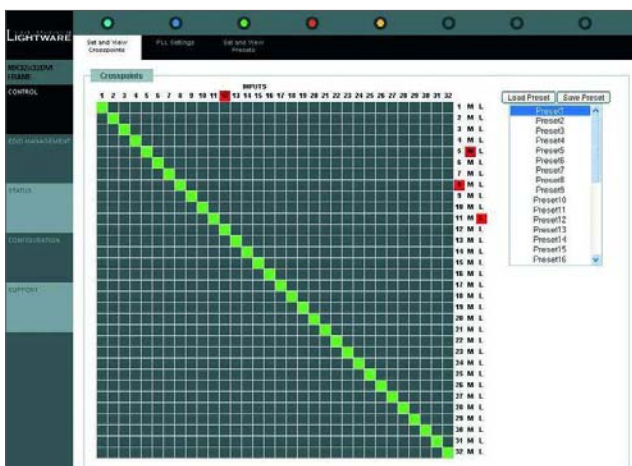 LIGHTWARE
Set and View
Crosspoints
PLL Settings
Set and View
Presets
MX32x32DVI
FRAME
CONTROL
EDID MANAGEMENT
STATUS
CONFIGURATION
SUPPORT
Crosspoints
INPUTS
1 2 3 4 5 6 7 8 9 10 11 12 13 14 15 16 17 18 19 20 21 22 23 24 25 26 27 28 29 30 31 32
1 M L
2 M L
3 M L
4 M L
5 M L
6 M L
7 M L
8 M L
9 M L
10 M L
11 M L
12 M L
13 M L
14 M L
15 M L
16 M L
17 M L
18 M L
19 M L
20 M L
21 M L
22 M L
23 M L
24 M L
25 M L
26 M L
27 M L
28 M L
29 M L
30 M L
31 M L
32 M L
Load Preset Save Preset
Preset1
Preset2
Preset3
Preset4
Preset5
Preset6
Preset7
Preset8
Preset9
Preset10
Preset11
Preset12
Preset13
Preset14
Preset15
Preset16